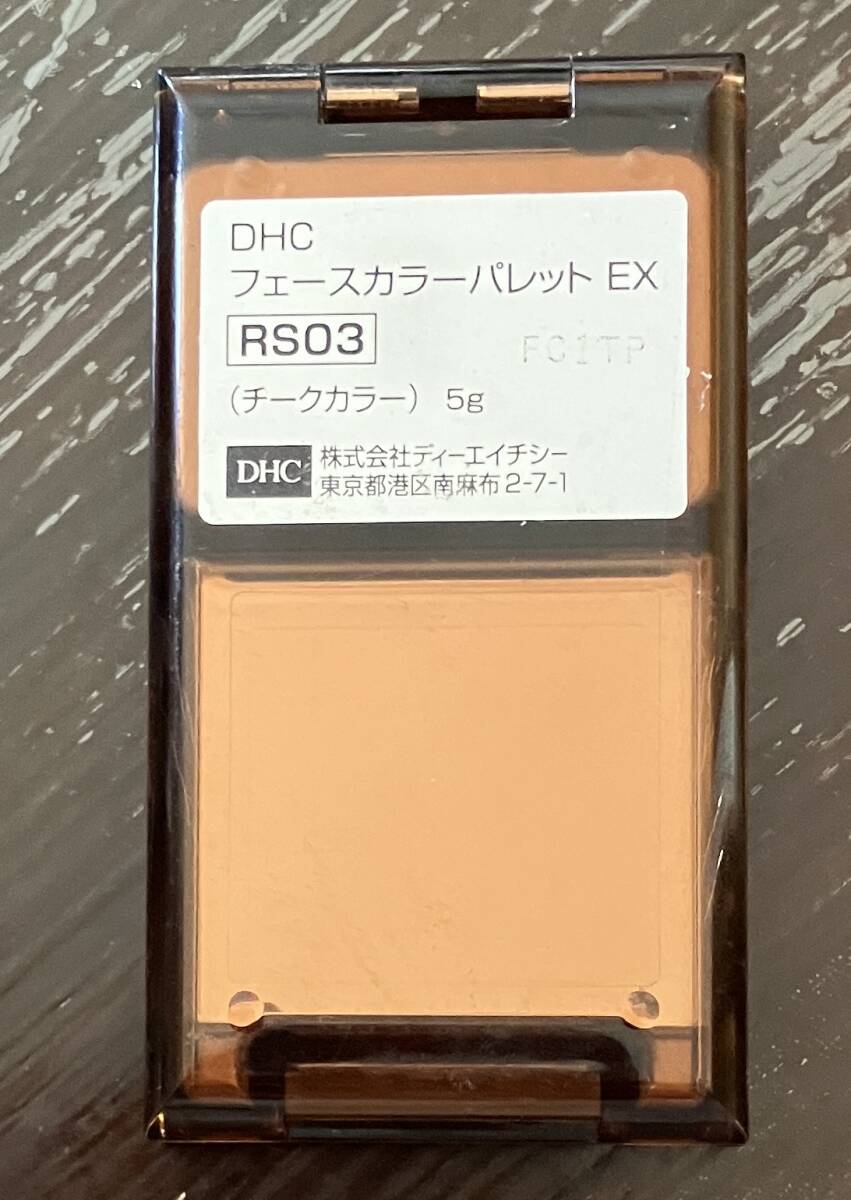 DHC
フェースカラーパレット EX
RS03
FC1TP
(チークカラー) 5g
DHC 株式会社ディーエイチシー
東京都港区南麻布2-7-1